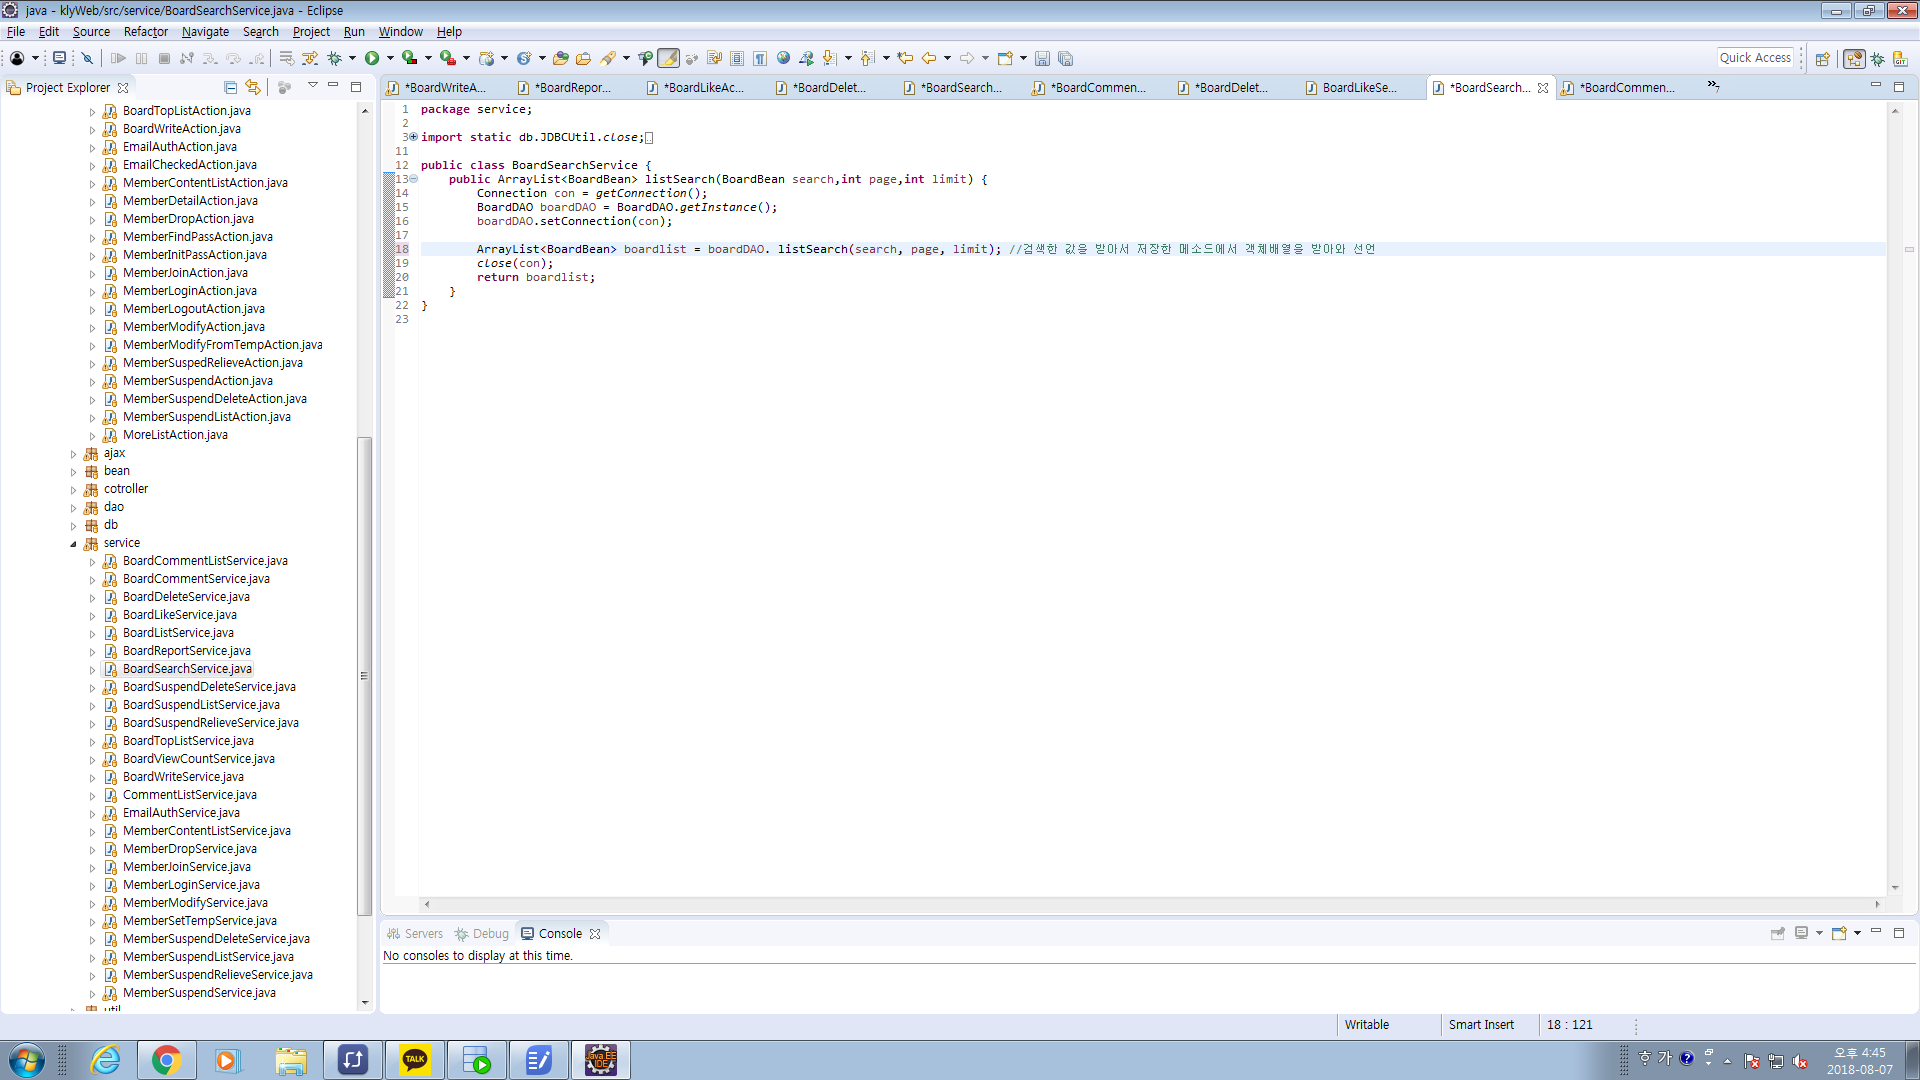 java - klyWeb/src/service/BoardSearchService.java - Eclipse
File Edit Source Refactor Navigate Search Project Run Window Help
Quick Access
Project Explorer
*BoardWriteA...
*BoardRepor...
*BoardLikeAc...
*BoardDelet...
*BoardSearch...
*BoardCommen...
*BoardDelet...
BoardLikeSe...
*BoardSearch...
*BoardCommen...
»7
BoardTopListAction.java
BoardWriteAction.java
EmailAuthAction.java
EmailCheckedAction.java
MemberContentListAction.java
MemberDetailAction.java
MemberDropAction.java
MemberFindPassAction.java
MemberInitPassAction.java
MemberJoinAction.java
MemberLoginAction.java
MemberLogoutAction.java
MemberModifyAction.java
MemberModifyFromTempAction.java
MemberSuspedRelieveAction.java
MemberSuspendAction.java
MemberSuspendDeleteAction.java
MemberSuspendListAction.java
MoreListAction.java
ajax
bean
cotroller
dao
db
service
BoardCommentListService.java
BoardCommentService.java
BoardDeleteService.java
BoardLikeService.java
BoardListService.java
BoardReportService.java
BoardSearchService.java
BoardSuspendDeleteService.java
BoardSuspendListService.java
BoardSuspendRelieveService.java
BoardTopListService.java
BoardViewCountService.java
BoardWriteService.java
CommentListService.java
EmailAuthService.java
MemberContentListService.java
MemberDropService.java
MemberJoinService.java
MemberLoginService.java
MemberModifyService.java
MemberSetTempService.java
MemberSuspendDeleteService.java
MemberSuspendListService.java
MemberSuspendRelieveService.java
MemberSuspendService.java
util
1 package service;
2
3 import static db.JDBCUtil.close;
11
12 public class BoardSearchService {
13 public ArrayList<BoardBean> listSearch(BoardBean search,int page,int limit) {
14 Connection con = getConnection();
15 BoardDAO boardDAO = BoardDAO.getInstance();
16 boardDAO.setConnection(con);
17
18 ArrayList<BoardBean> boardlist = boardDAO. listSearch(search, page, limit); //검색한 값을 받아서 저장한 메소드에서 객체배열을 받아와 선언
19 close(con);
20 return boardlist;
21 }
22 }
23
Servers Debug Console
No consoles to display at this time.
Writable Smart Insert 18 : 121
TALK
Java EE
IDE
가
오후 4:45
2018-08-07